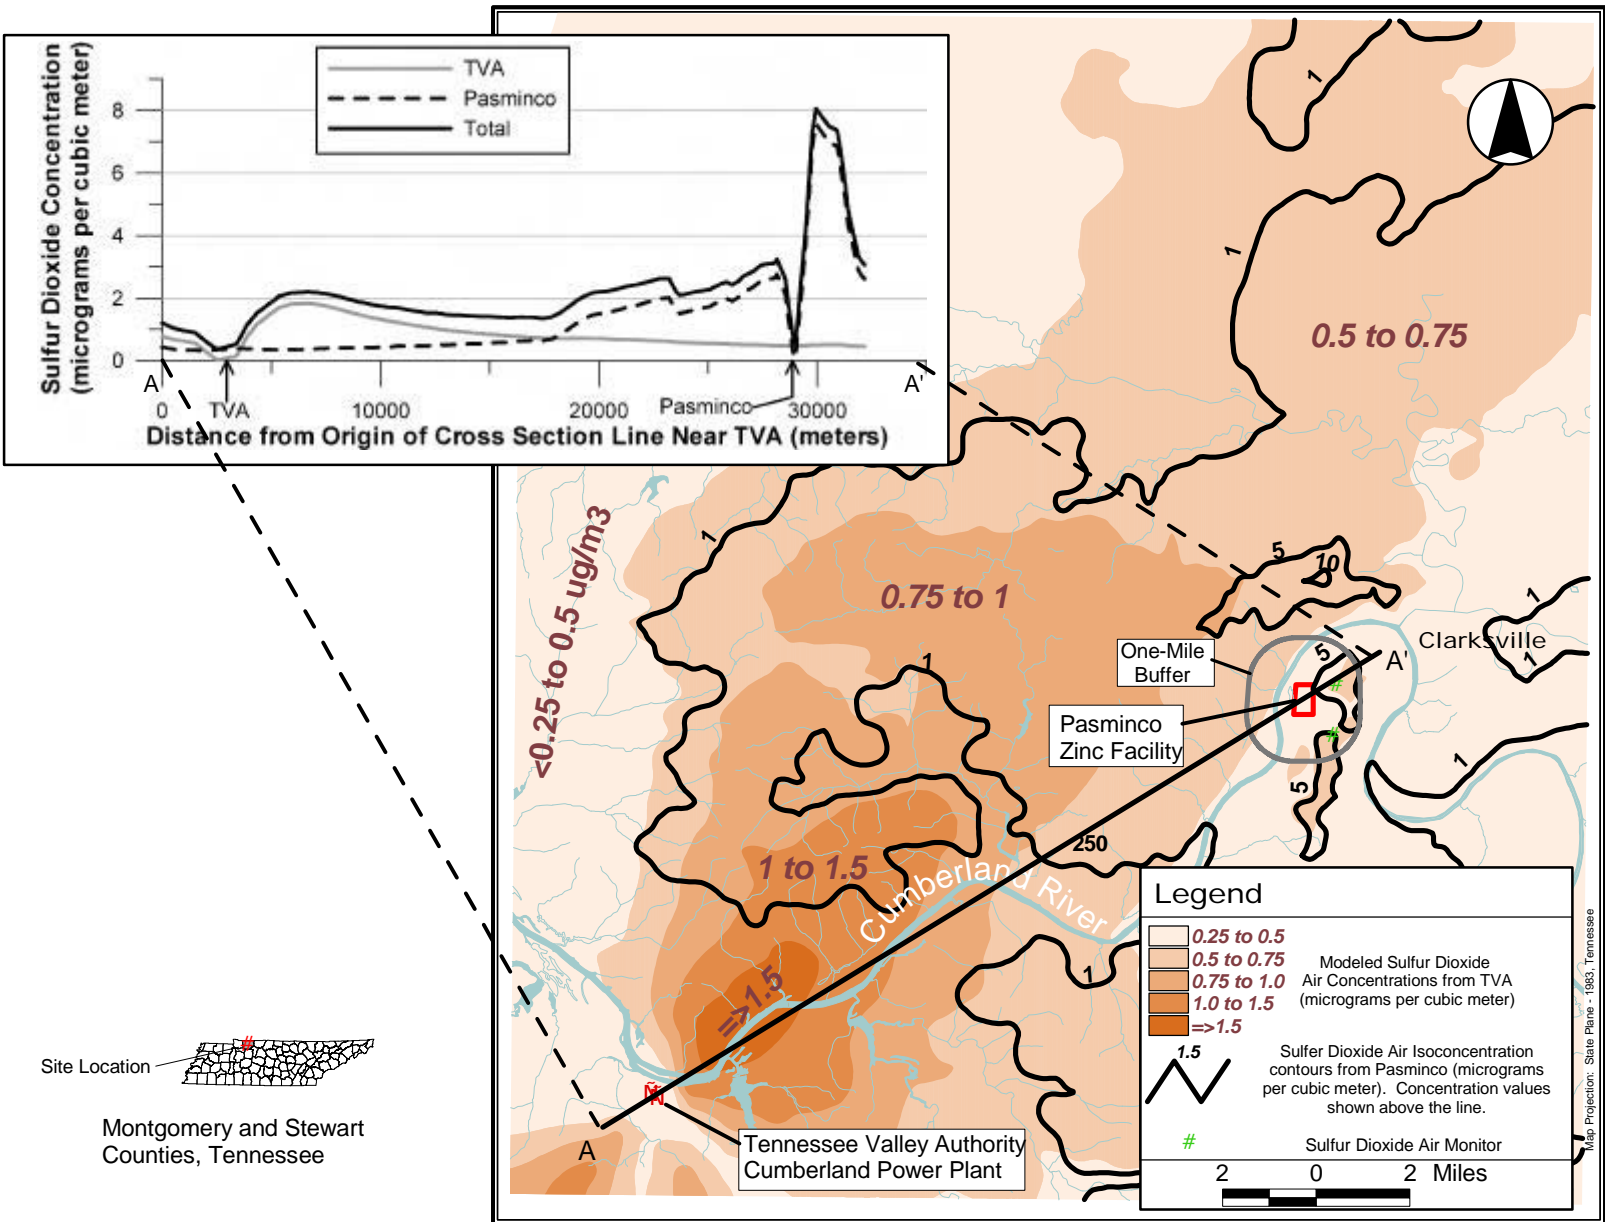 Sulfur Dioxide Concentration
(micrograms per cubic meter)
8
6
4
2
0
TVA
Pasminco
Total
A
A'
0
TVA
10000
20000
Pasminco
30000
Distance from Origin of Cross Section Line Near TVA (meters)
1
1
1
0.5 to 0.75
<0.25 to 0.5 ug/m3
0.75 to 1
5
10
1
Clarksville
1
One-Mile
Buffer
5
A'
#
Pasminco
Zinc Facility
#
1
1
5
250
1 to 1.5
Cumberland River
=>1.5
1
A
Tennessee Valley Authority
Cumberland Power Plant
Site Location
#
Montgomery and Stewart
Counties, Tennessee
Legend
0.25 to 0.5
0.5 to 0.75
0.75 to 1.0
1.0 to 1.5
=>1.5
Modeled Sulfur Dioxide
Air Concentrations from TVA
(micrograms per cubic meter)
1.5
Sulfer Dioxide Air Isoconcentration
contours from Pasminco (micrograms
per cubic meter). Concentration values
shown above the line.
#
Sulfur Dioxide Air Monitor
2 0 2 Miles
Map Projection: State Plane - 1983, Tennessee